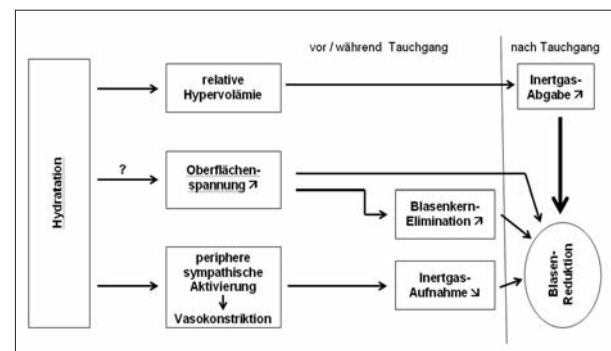 vor / während Tauchgang
nach Tauchgang
Hydratation
relative
Hypervolämie
Inertgas-
Abgabe ↗
?
Oberflächen-
spannung ↗
Blasenkern-
Elimination ↗
periphere
sympathische
Aktivierung
↓
Vasokonstriktion
Inertgas-
Aufnahme ↘
Blasen-
Reduktion